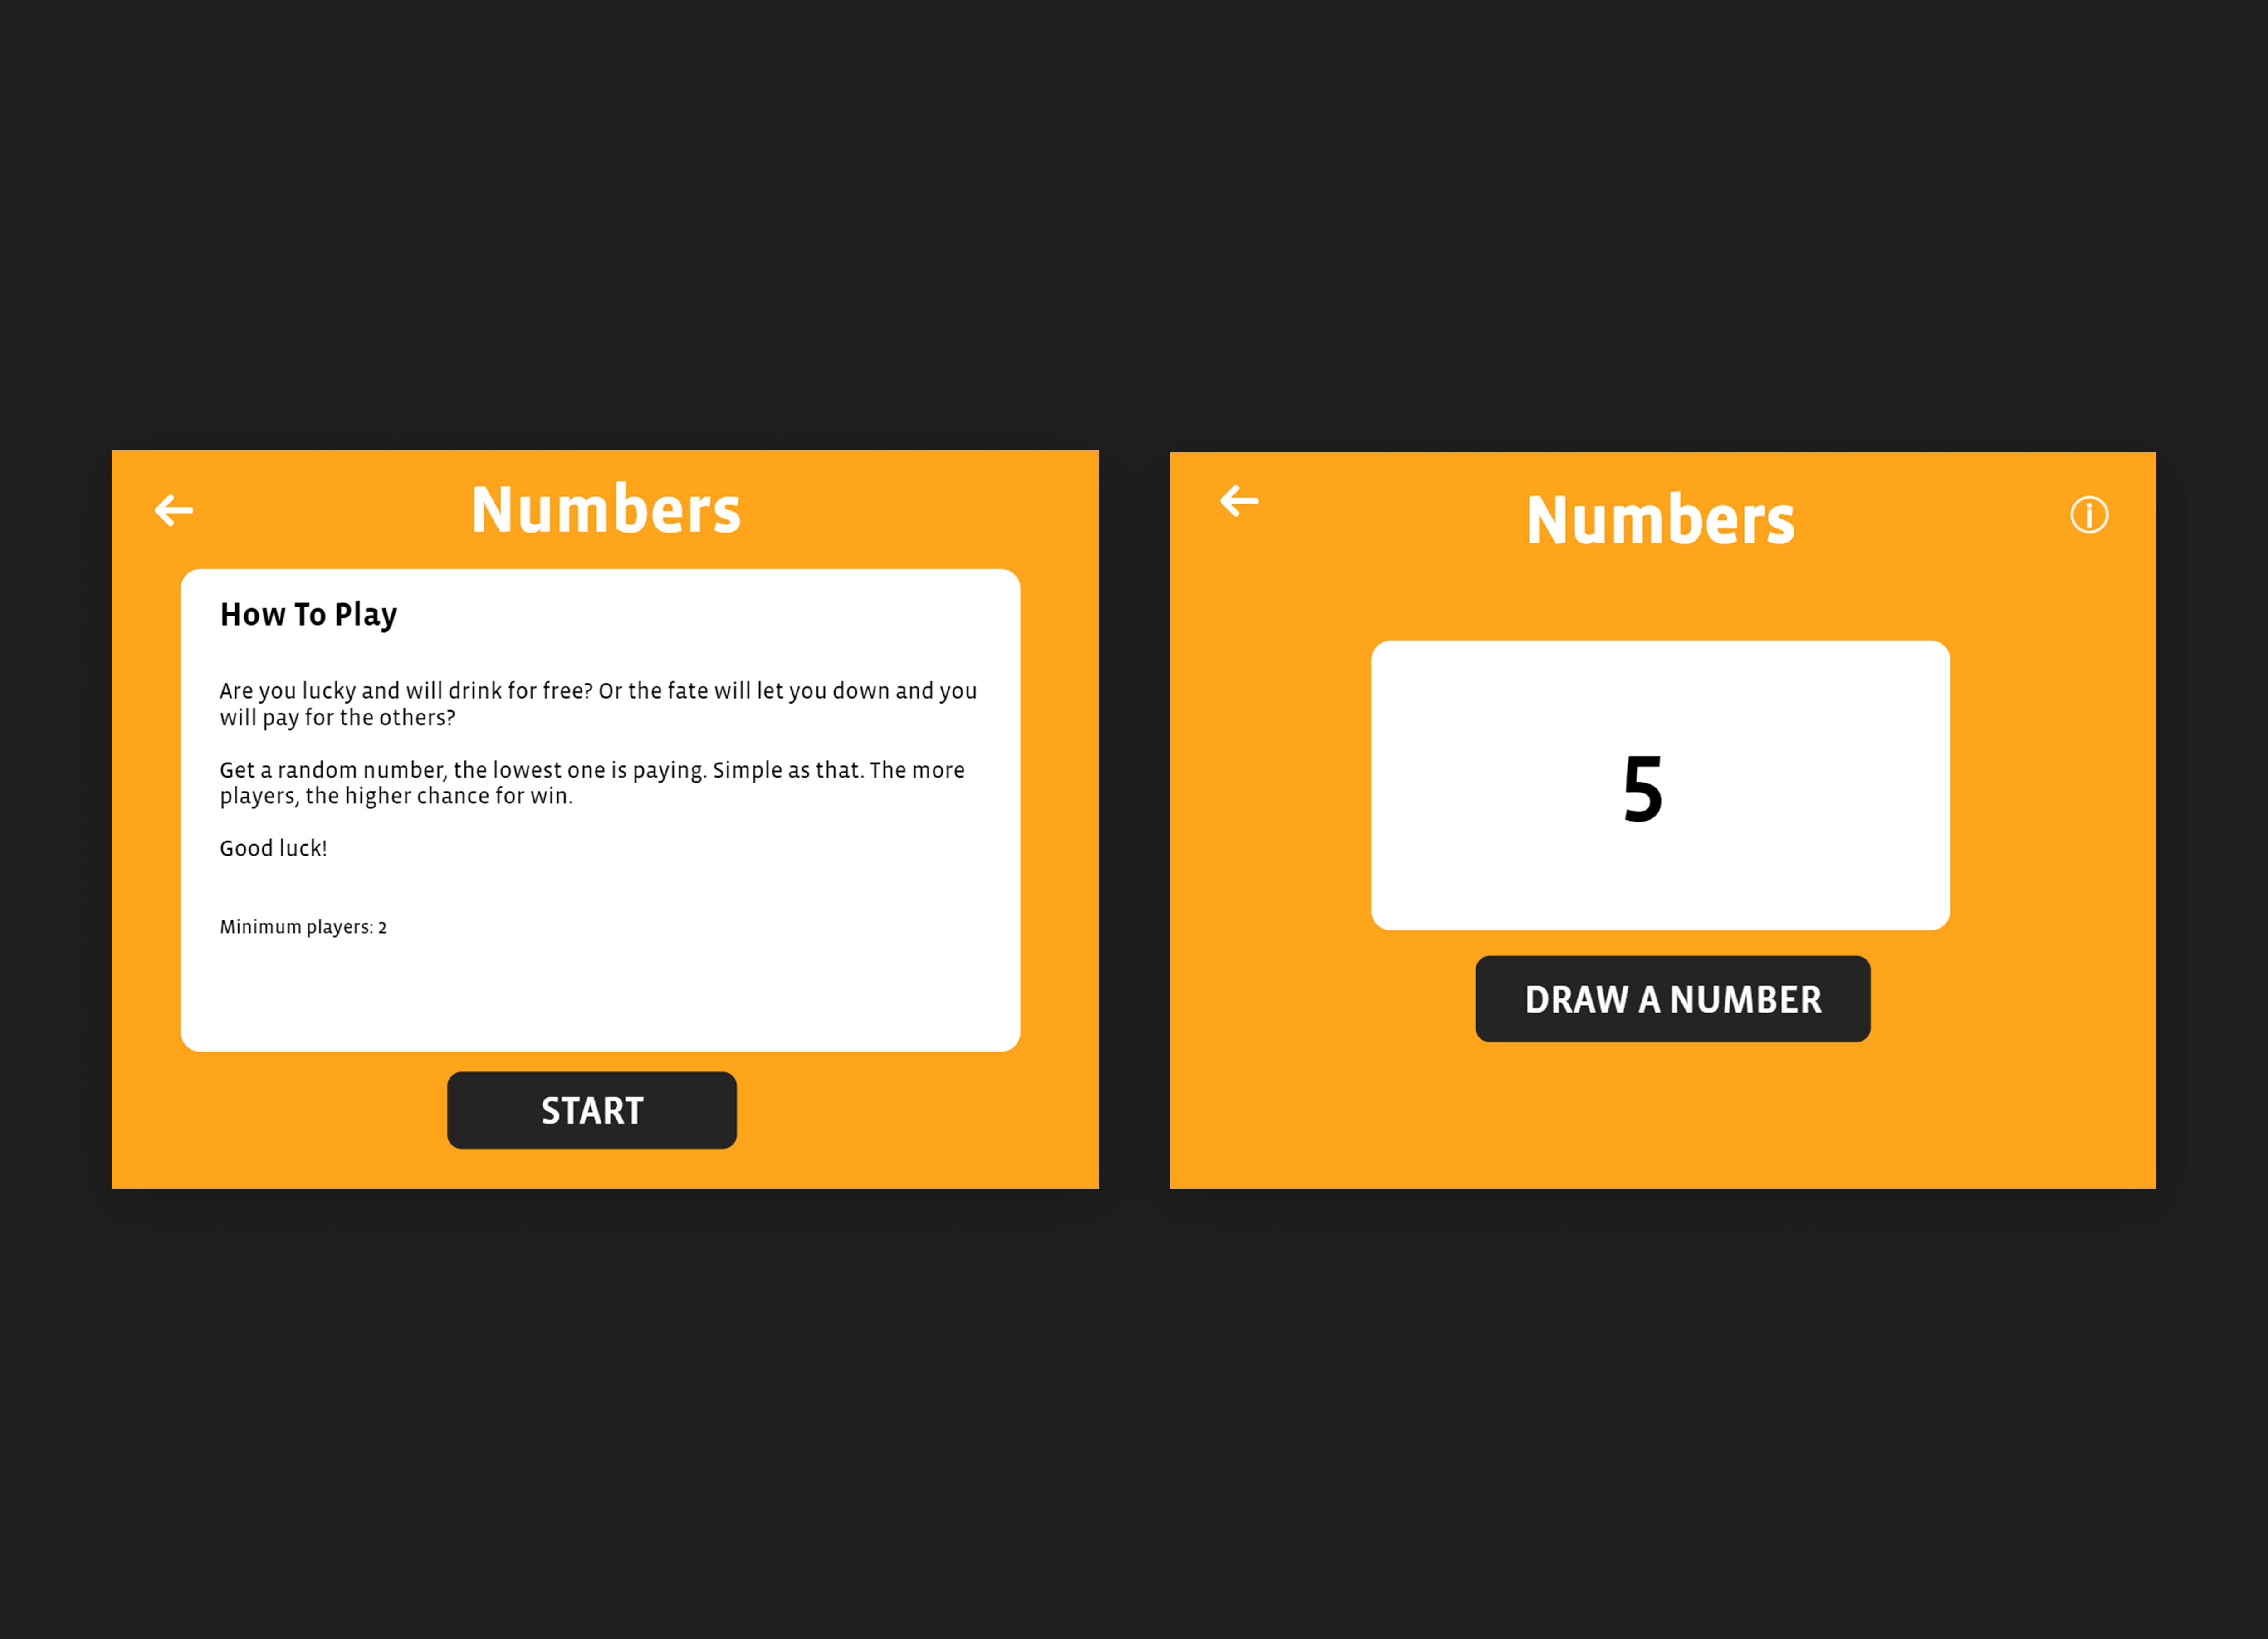 Numbers
How To Play
Are you lucky and will drink for free? Or the fate will let you down and you
will pay for the others?
Get a random number, the lowest one is paying. Simple as that. The more
players, the higher chance for win.
Good luck!
Minimum players: 2
START
Numbers
5
DRAW A NUMBER